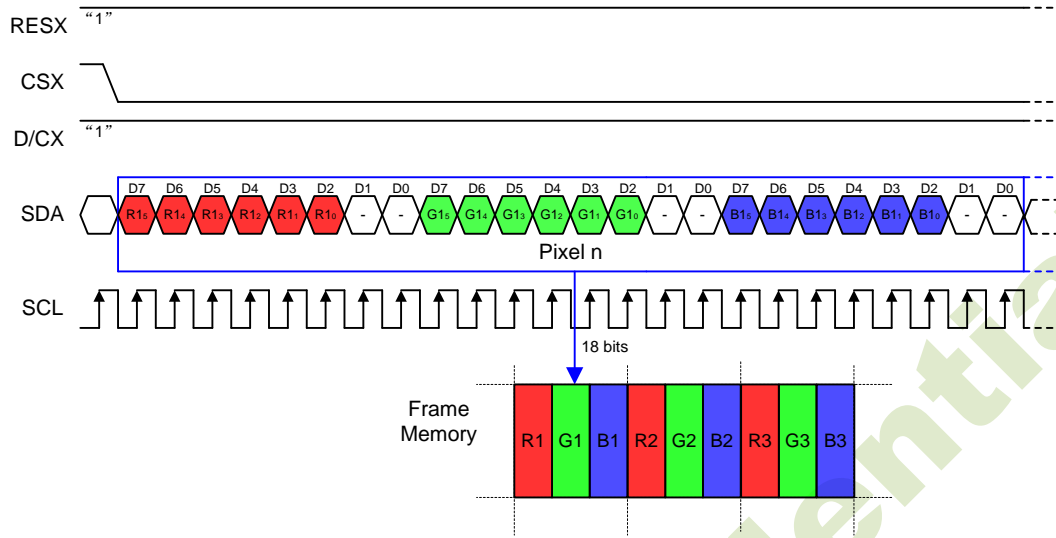 RESX “1”
CSX
D/CX “1”
D7 D6 D5 D4 D3 D2 D1 D0 D7 D6 D5 D4 D3 D2 D1 D0 D7 D6 D5 D4 D3 D2 D1 D0
SDA R15 R14 R13 R12 R11 R10 - - G15 G14 G13 G12 G11 G10 - - B15 B14 B13 B12 B11 B10 - -
Pixel n
SCL
18 bits
Frame
Memory
R1 G1 B1 R2 G2 B2 R3 G3 B3
dentia